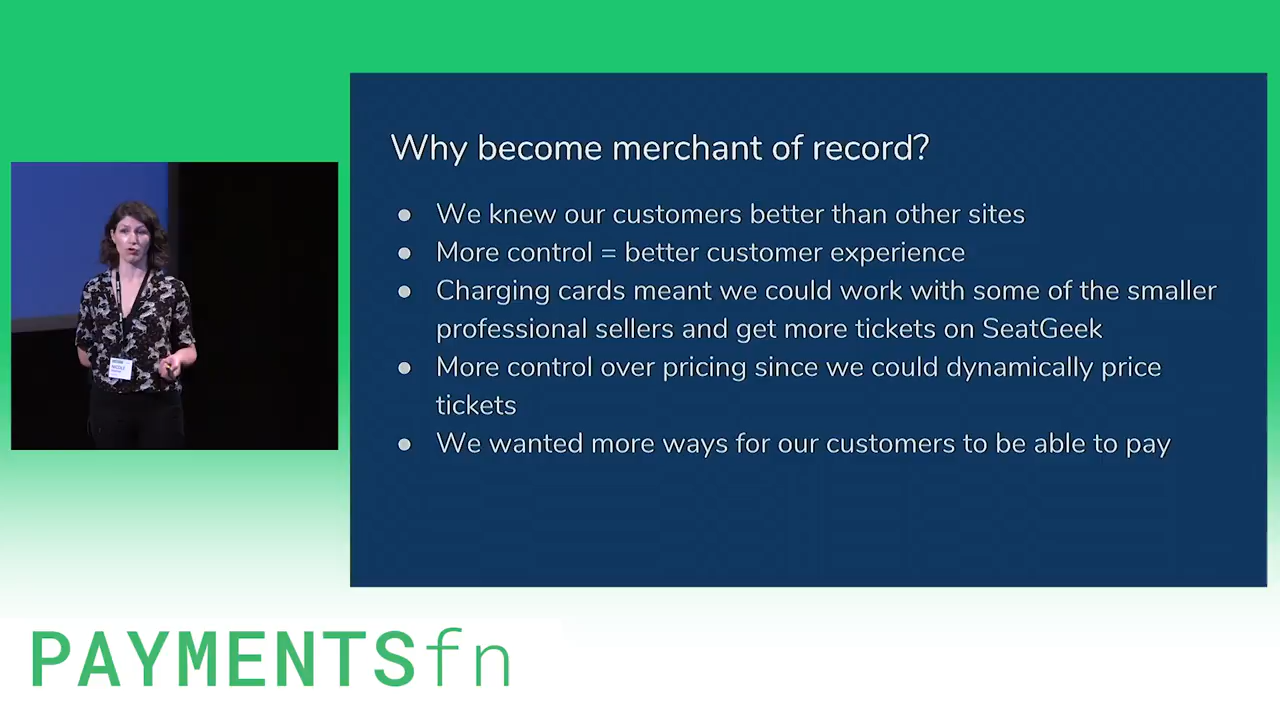 Why become merchant of record?
● We knew our customers better than other sites
● More control = better customer experience
● Charging cards meant we could work with some of the smaller
professional sellers and get more tickets on SeatGeek
● More control over pricing since we could dynamically price
tickets
● We wanted more ways for our customers to be able to pay
NICOLE
PAYMENTSfn